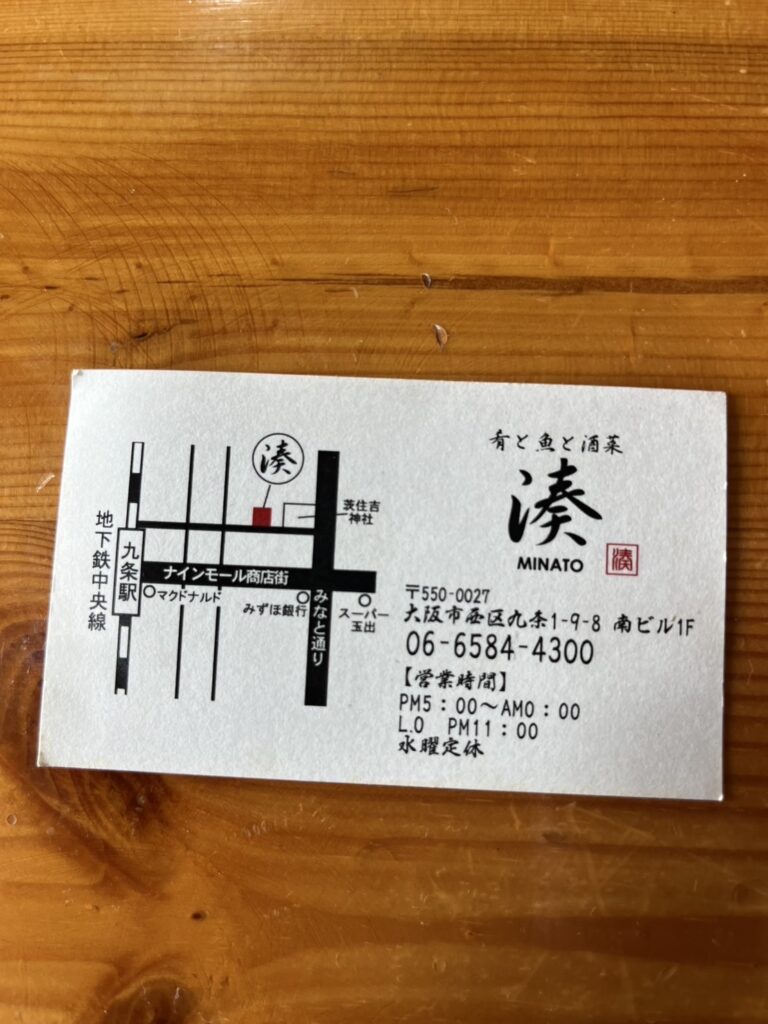 湊
茨住吉
神社
地下鉄中央線
九条駅
ナインモール商店街
マクドナルド
みずほ銀行
みなと通り
スーパー
玉出
肴と魚と酒菜
湊
MINATO
湊
〒550-0027
大阪市西区九条1-9-8 南ビル1F
06-6584-4300
【営業時間】
PM5：00～AM0：00
L.O PM11：00
水曜定休